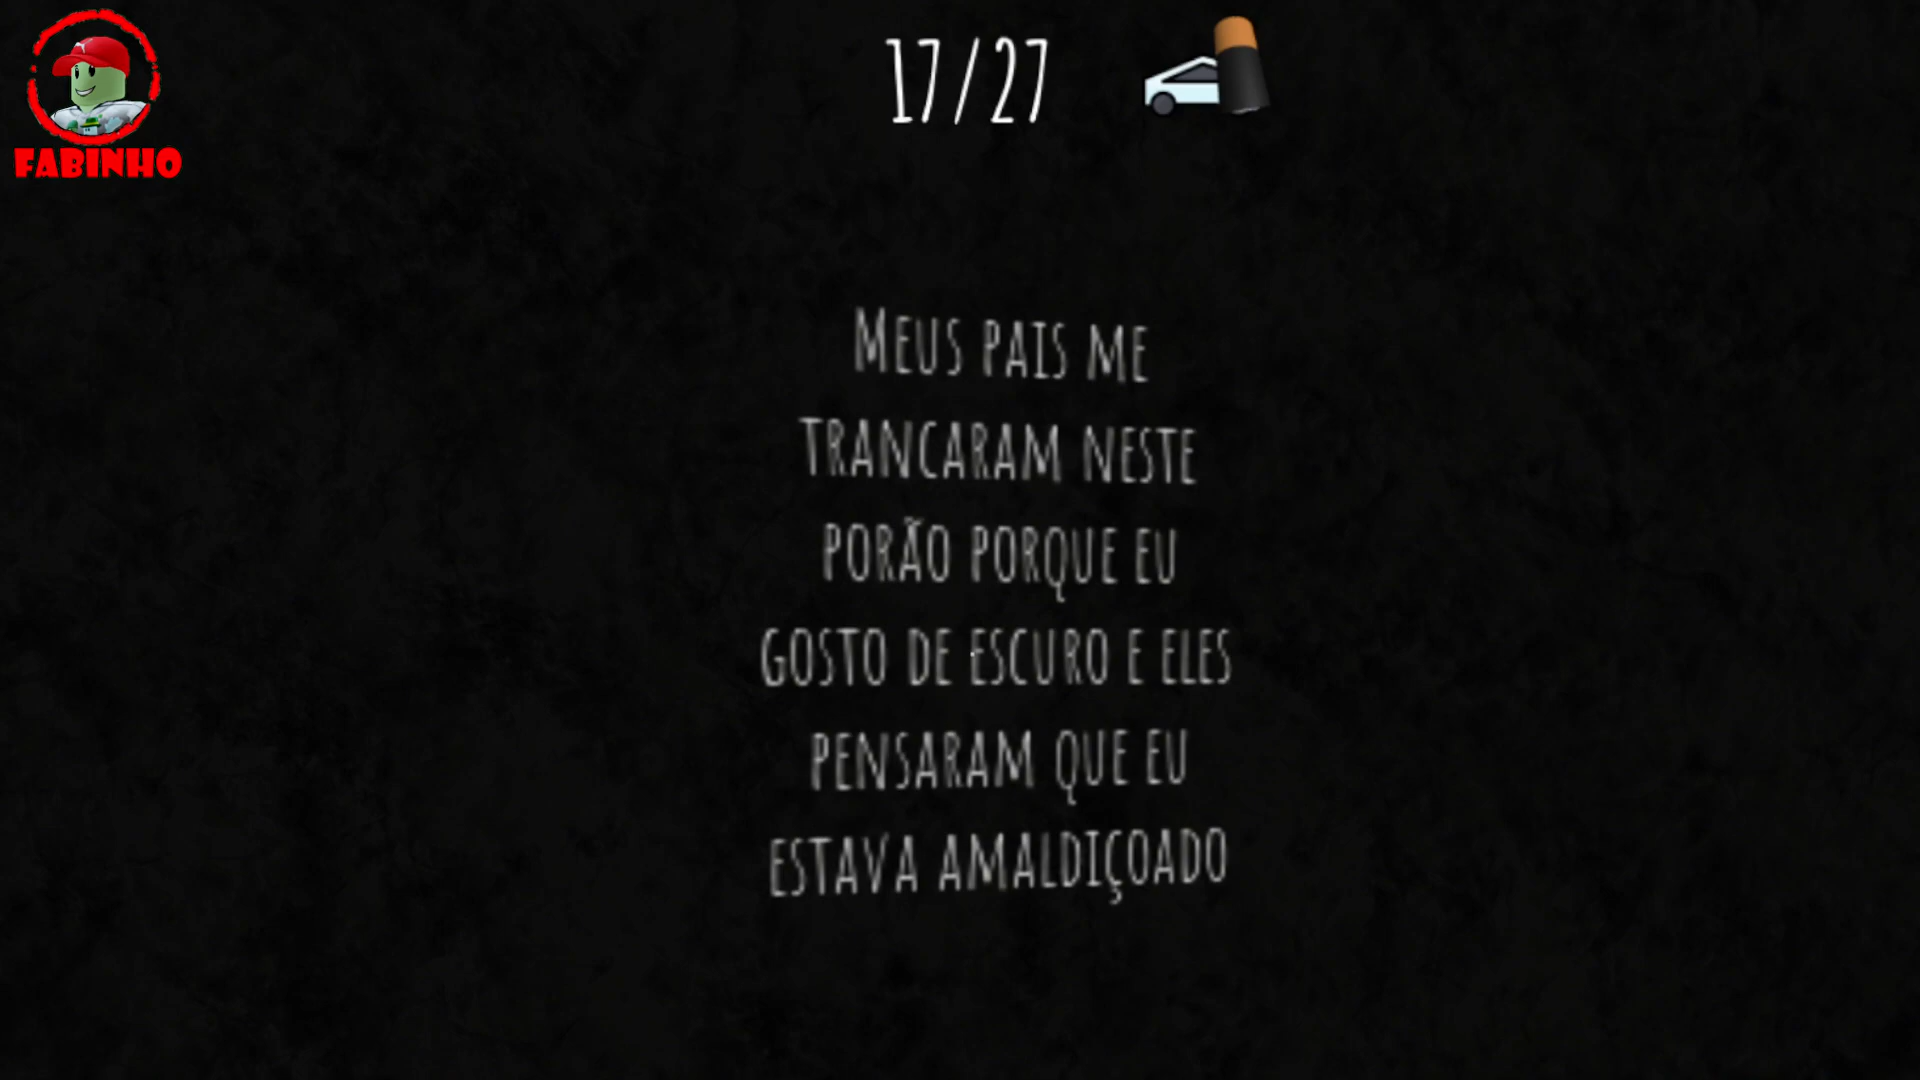 FABINHO
17/27
MEUS PAIS ME
TRANCARAM NESTE
PORÃO PORQUE EU
GOSTO DE ESCURO E ELES
PENSARAM QUE EU
ESTAVA AMALDIÇOADO